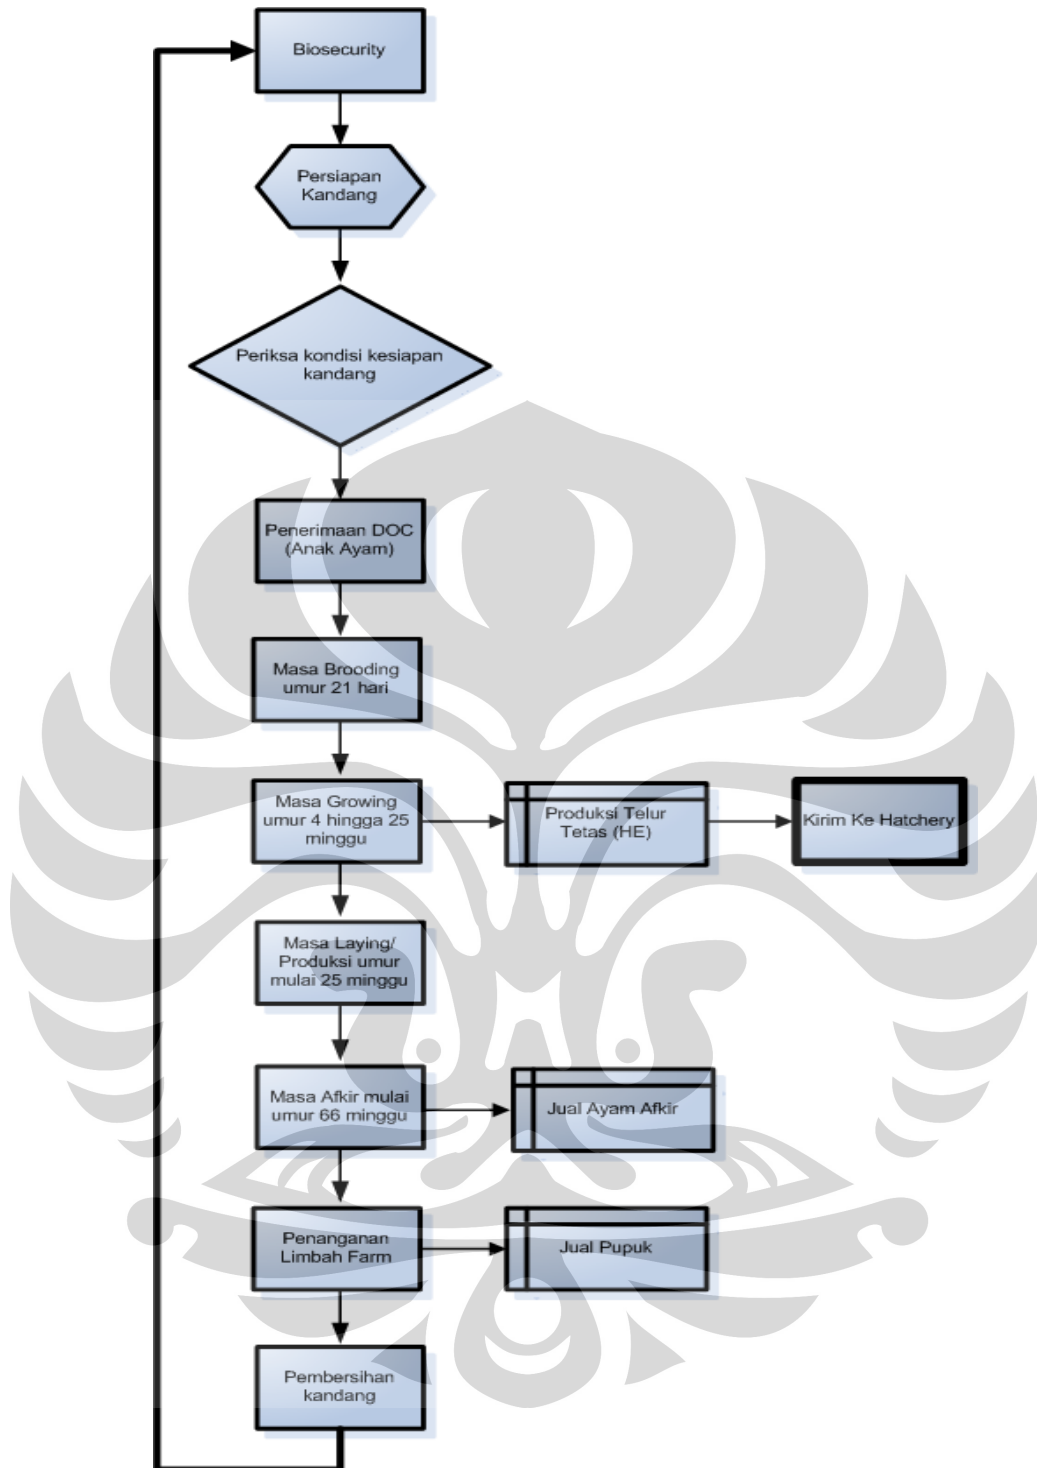 Biosecurity
Persiapan
Kandang
Periksa kondisi kesiapan
kandang
Penerimaan DOC
(Anak Ayam)
Masa Brooding
umur 21 hari
Masa Growing
umur 4 hingga 25
minggu
Produksi Telur
Tetas (HE)
Kirim Ke Hatchery
Masa Laying/
Produksi umur
mulai 25 minggu
Masa Afkir mulai
umur 66 minggu
Jual Ayam Afkir
Penanganan
Limbah Farm
Jual Pupuk
Pembersihan
kandang